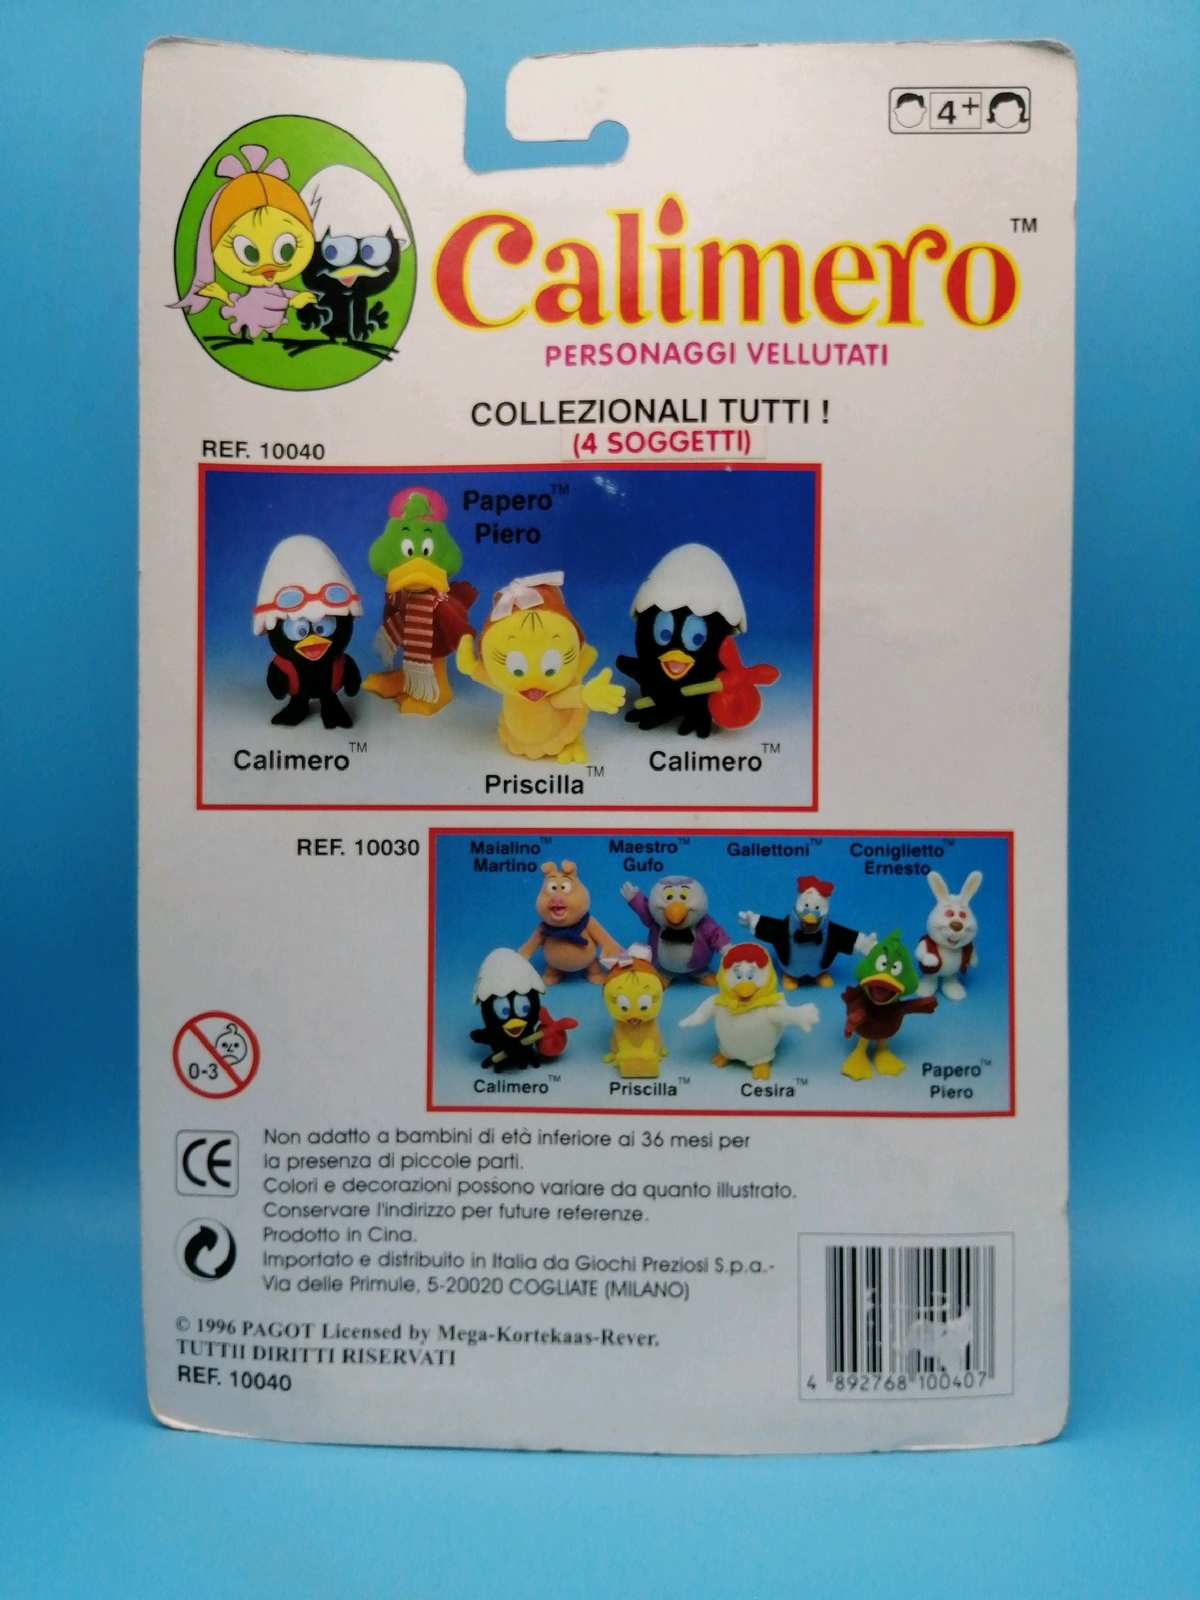 4+
Calimero™
PERSONAGGI VELLUTATI
COLLEZIONALI TUTTI !
(4 SOGGETTI)
REF. 10040
Papero™
Piero
Calimero™
Priscilla™
Calimero™
REF. 10030
Maialino™
Martino
Maestro™
Gufo
Gallettoni™
Coniglietto™
Ernesto
Calimero™
Priscilla™
Cesira™
Papero™
Piero
0-3
CE
Non adatto a bambini di età inferiore ai 36 mesi per
la presenza di piccole parti.
Colori e decorazioni possono variare da quanto illustrato.
Conservare l'indirizzo per future referenze.
Prodotto in Cina.
Importato e distribuito in Italia da Giochi Preziosi S.p.a.-
Via delle Primule, 5-20020 COGLIATE (MILANO)
© 1996 PAGOT Licensed by Mega-Kortekaas-Rever.
TUTTII DIRITTI RISERVATI
REF. 10040
4 892768 100407